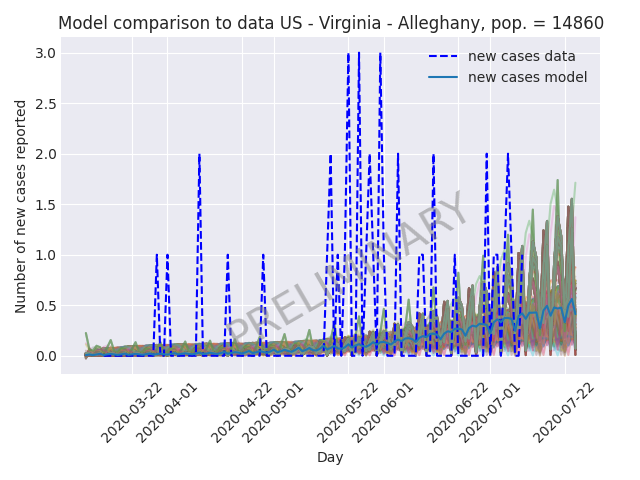 Model comparison to data US - Virginia - Alleghany, pop. = 14860
new cases data
new cases model
3.0
2.5
2.0
1.5
1.0
0.5
0.0
Number of new cases reported
PRELIMINARY
2020-03-22
2020-04-01
2020-04-22
2020-05-01
2020-05-22
2020-06-01
2020-06-22
2020-07-01
2020-07-22
Day